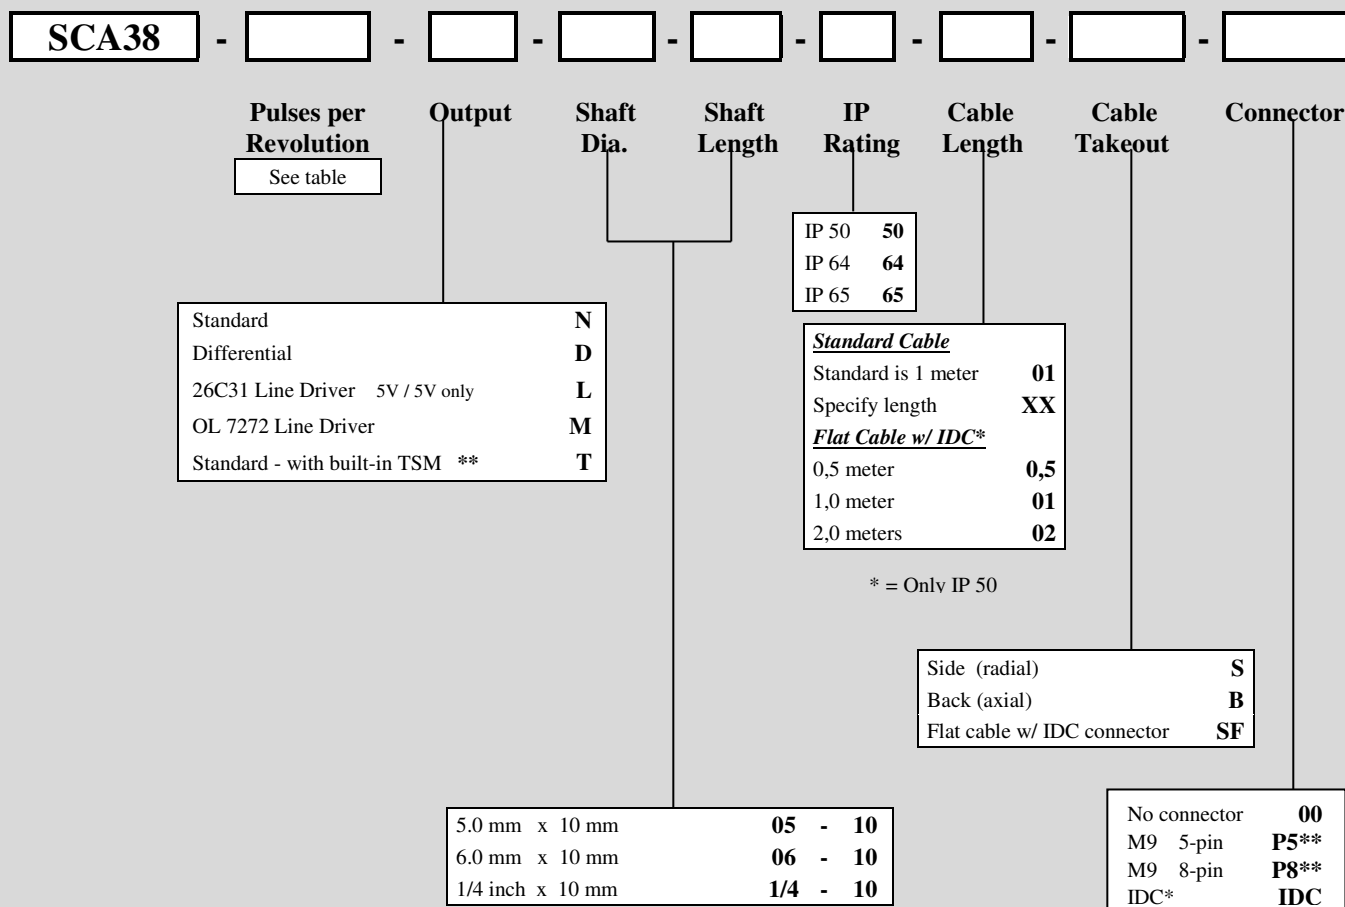 SCA38 - - - - - - - -
Pulses per Revolution
Output
Shaft Dia.
Shaft Length
IP Rating
Cable Length
Cable Takeout
Connector
See table
IP 50 50
IP 64 64
IP 65 65
Standard N
Differential D
26C31 Line Driver 5V / 5V only L
OL 7272 Line Driver M
Standard - with built-in TSM ** T
Standard Cable
Standard is 1 meter 01
Specify length XX
Flat Cable w/ IDC*
0,5 meter 0,5
1,0 meter 01
2,0 meters 02
* = Only IP 50
Side (radial) S
Back (axial) B
Flat cable w/ IDC connector SF
5.0 mm x 10 mm 05 - 10
6.0 mm x 10 mm 06 - 10
1/4 inch x 10 mm 1/4 - 10
No connector 00
M9 5-pin P5**
M9 8-pin P8**
IDC* IDC